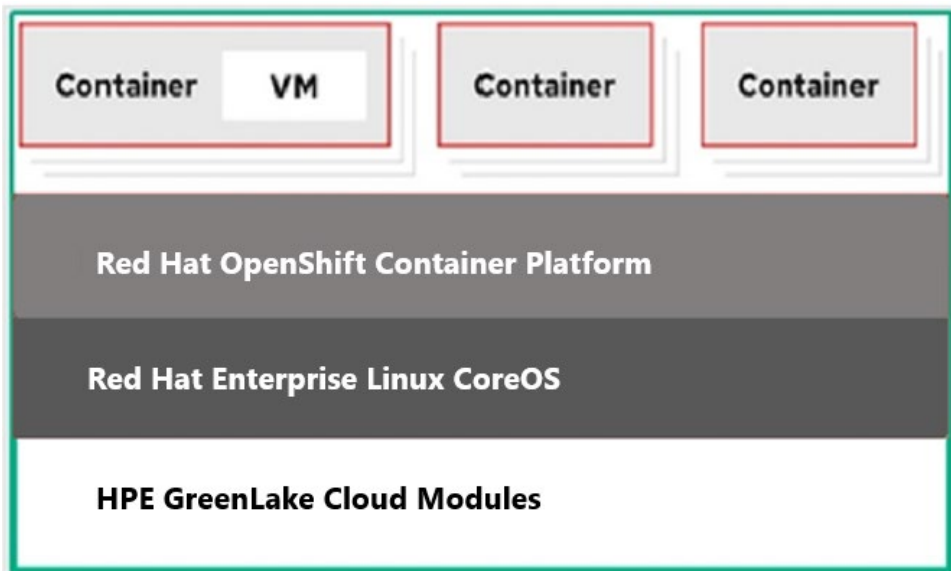 Container VM Container Container
Red Hat OpenShift Container Platform
Red Hat Enterprise Linux CoreOS
HPE GreenLake Cloud Modules